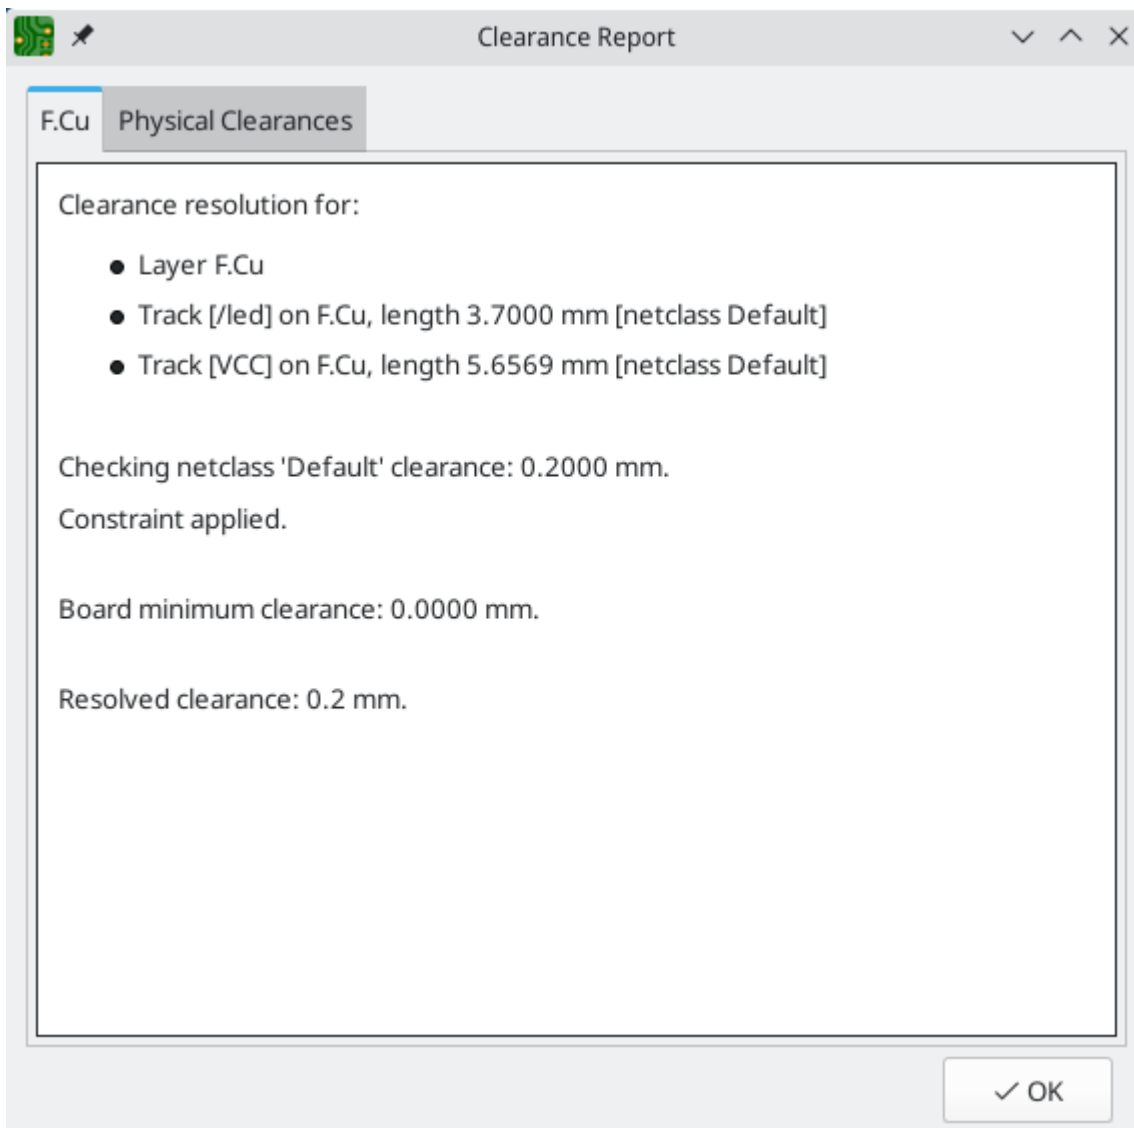 Clearance Report
F.Cu Physical Clearances
Clearance resolution for:
● Layer F.Cu
● Track [/led] on F.Cu, length 3.7000 mm [netclass Default]
● Track [VCC] on F.Cu, length 5.6569 mm [netclass Default]
Checking netclass 'Default' clearance: 0.2000 mm.
Constraint applied.
Board minimum clearance: 0.0000 mm.
Resolved clearance: 0.2 mm.
OK